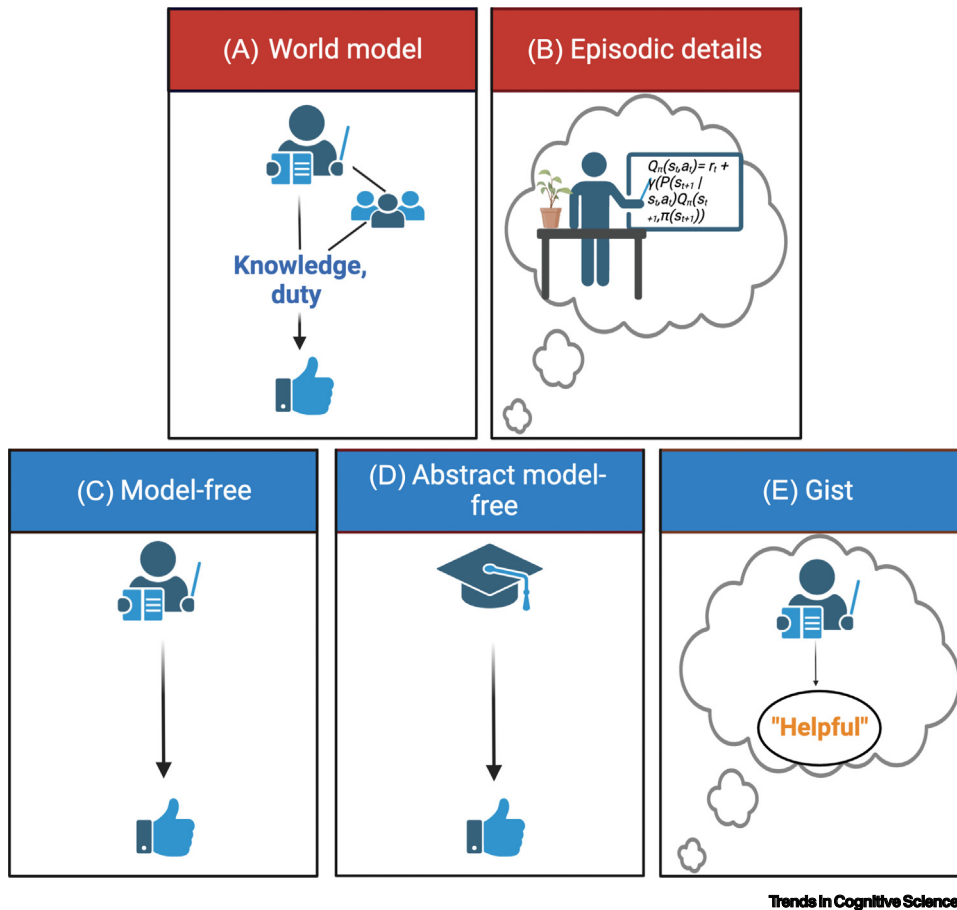 (A) World model
(B) Episodic details
Knowledge,
duty
Qπ(st,at)= rt +
γ(P(st+1 |
st,at)Qπ(st
+1,π(st+1))
(C) Model-free
(D) Abstract model-
free
(E) Gist
"Helpful"
Trends in Cognitive Science